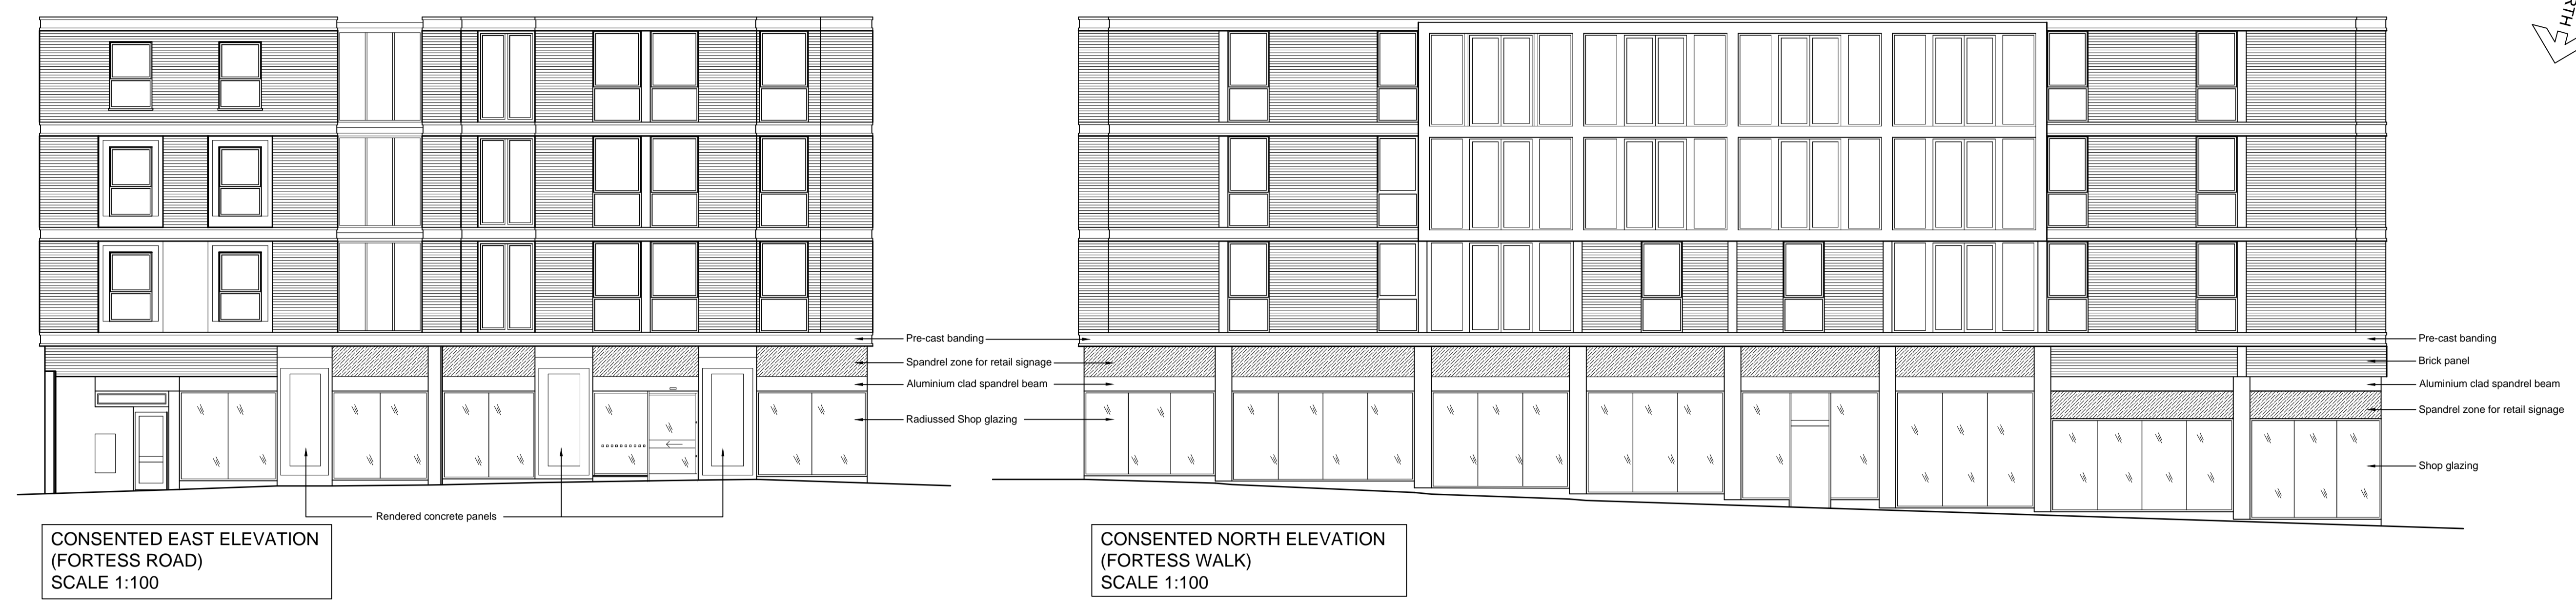 Pre-cast banding
Spandrel zone for retail signage
Aluminium clad spandrel beam
Radiussed Shop glazing
Rendered concrete panels
CONSENTED EAST ELEVATION
(FORTESS ROAD)
SCALE 1:100
Pre-cast banding
Brick panel
Aluminium clad spandrel beam
Spandrel zone for retail signage
Shop glazing
CONSENTED NORTH ELEVATION
(FORTESS WALK)
SCALE 1:100